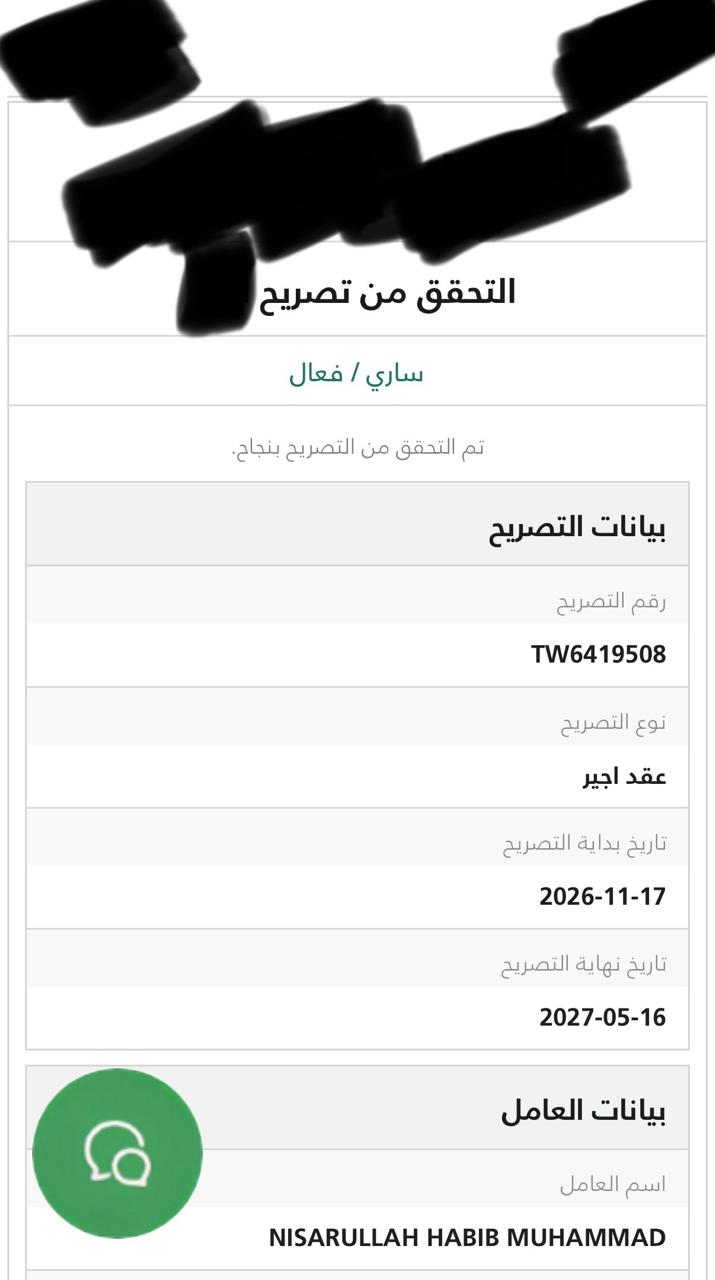 التحقق من تصريح
ساري / فعال
تم التحقق من التصريح بنجاح.
بيانات التصريح
رقم التصريح
TW6419508
نوع التصريح
عقد اجير
تاريخ بداية التصريح
2026-11-17
تاريخ نهاية التصريح
2027-05-16
بيانات العامل
اسم العامل
NISARULLAH HABIB MUHAMMAD